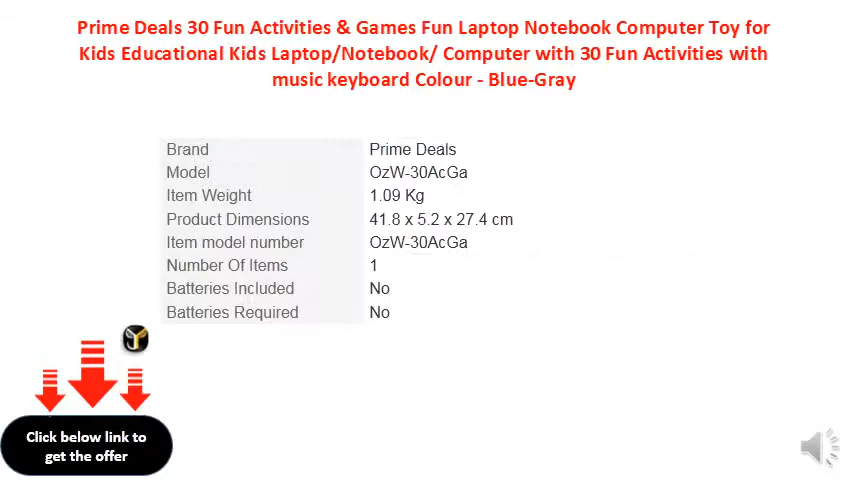 Prime Deals 30 Fun Activities & Games Fun Laptop Notebook Computer Toy for
Kids Educational Kids Laptop/Notebook/ Computer with 30 Fun Activities with
music keyboard Colour - Blue-Gray
Brand Prime Deals
Model OzW-30AcGa
Item Weight 1.09 Kg
Product Dimensions 41.8 x 5.2 x 27.4 cm
Item model number OzW-30AcGa
Number Of Items 1
Batteries Included No
Batteries Required No
Click below link to
get the offer